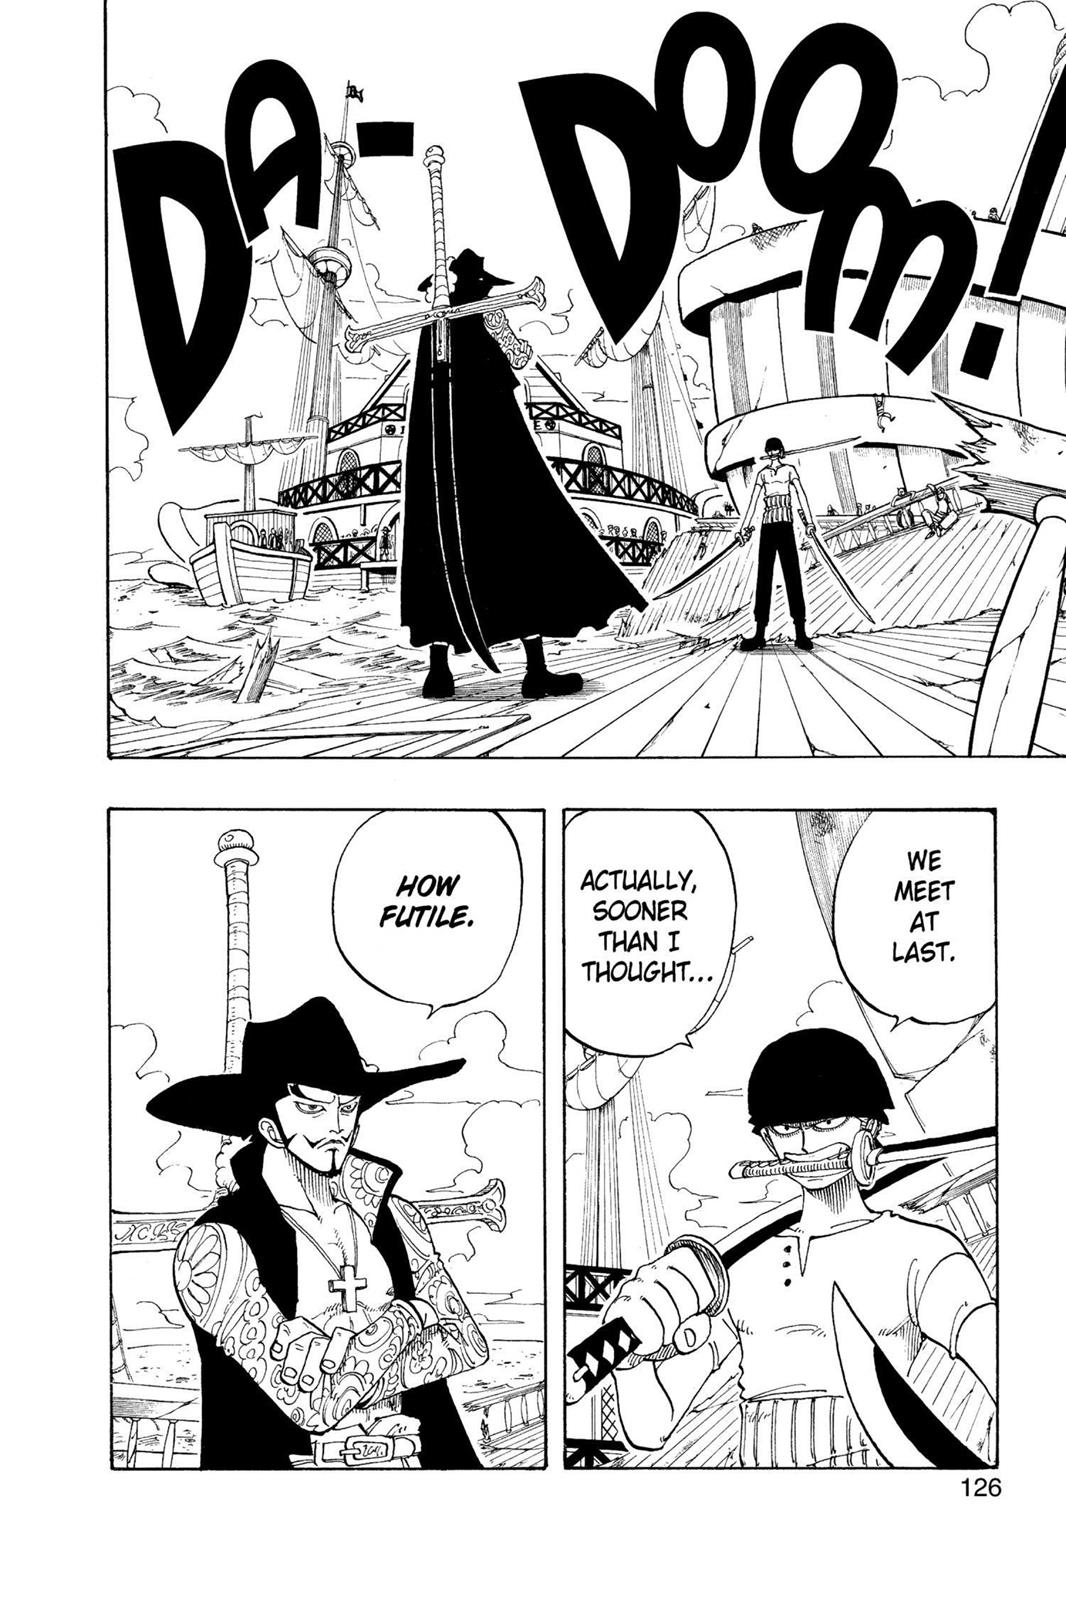 DA-DOOM!
WE
MEET
AT
LAST.
ACTUALLY,
SOONER
THAN I
THOUGHT...
HOW
FUTILE.
126